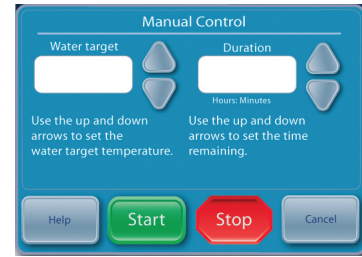 Manual Control
Water target
Duration
Hours: Minutes
Use the up and down
arrows to set the
water target temperature.
Use the up and down
arrows to set the time
remaining.
Help
Start
Stop
Cancel